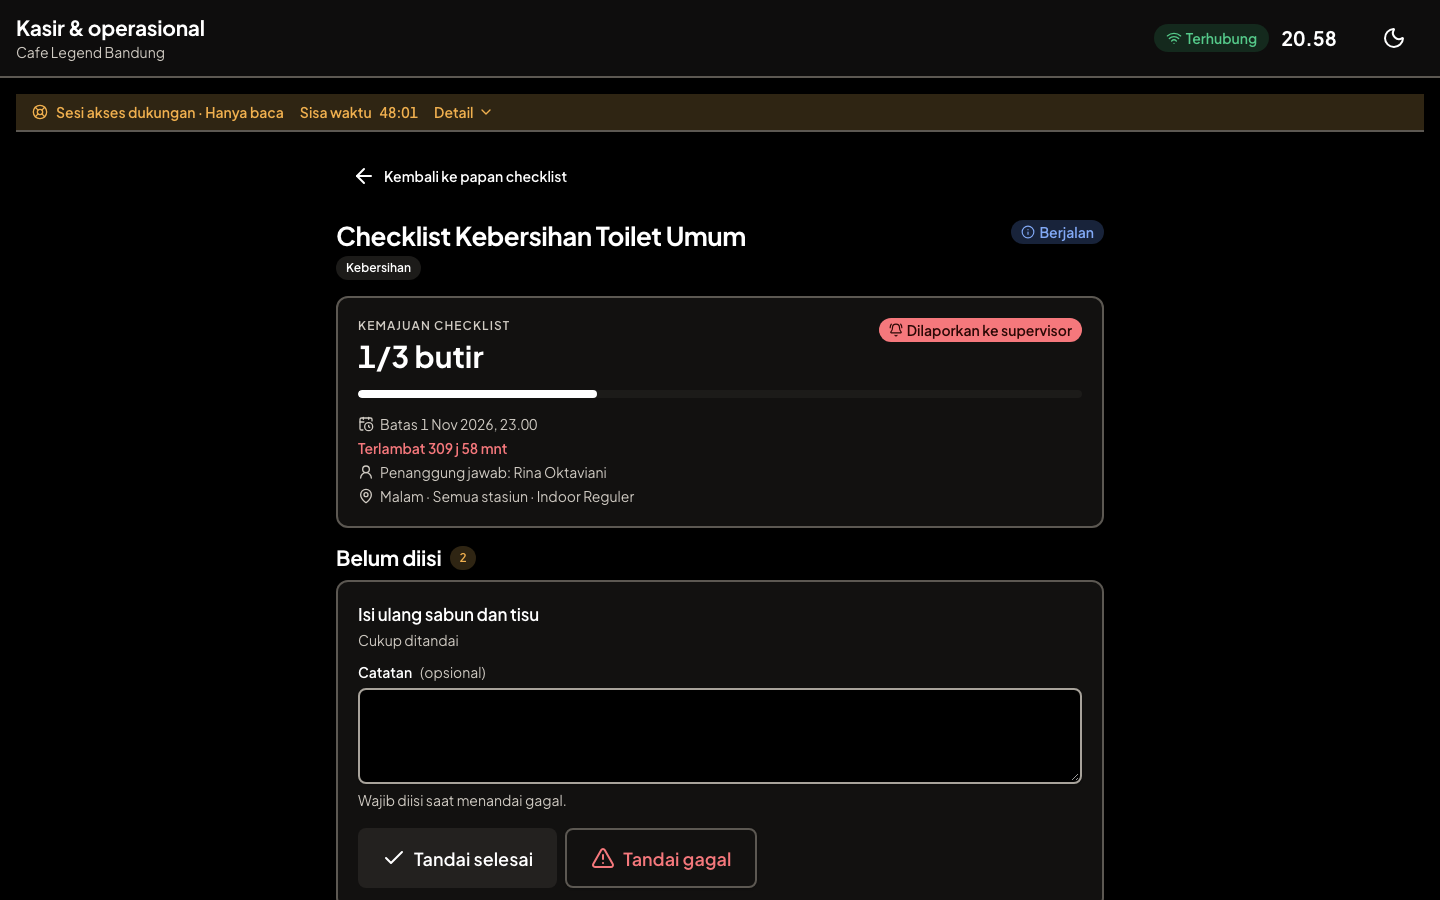 Kasir & operasional
Cafe Legend Bandung
Terhubung
20.58
Sesi akses dukungan · Hanya baca Sisa waktu 48:01 Detail
Kembali ke papan checklist
Checklist Kebersihan Toilet Umum
Berjalan
Kebersihan
KEMAJUAN CHECKLIST
Dilaporkan ke supervisor
1/3 butir
Batas 1 Nov 2026, 23.00
Terlambat 309 j 58 mnt
Penanggung jawab: Rina Oktaviani
Malam · Semua stasiun · Indoor Reguler
Belum diisi 2
Isi ulang sabun dan tisu
Cukup ditandai
Catatan (opsional)
Wajib diisi saat menandai gagal.
Tandai selesai
Tandai gagal